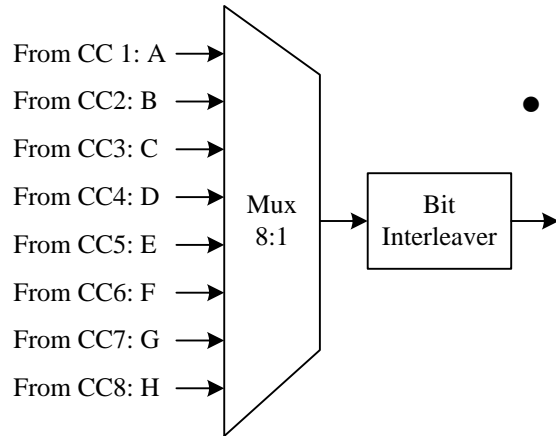 From CC 1: A
From CC2: B
From CC3: C
From CC4: D
From CC5: E
From CC6: F
From CC7: G
From CC8: H
Mux
8:1
Bit
Interleaver